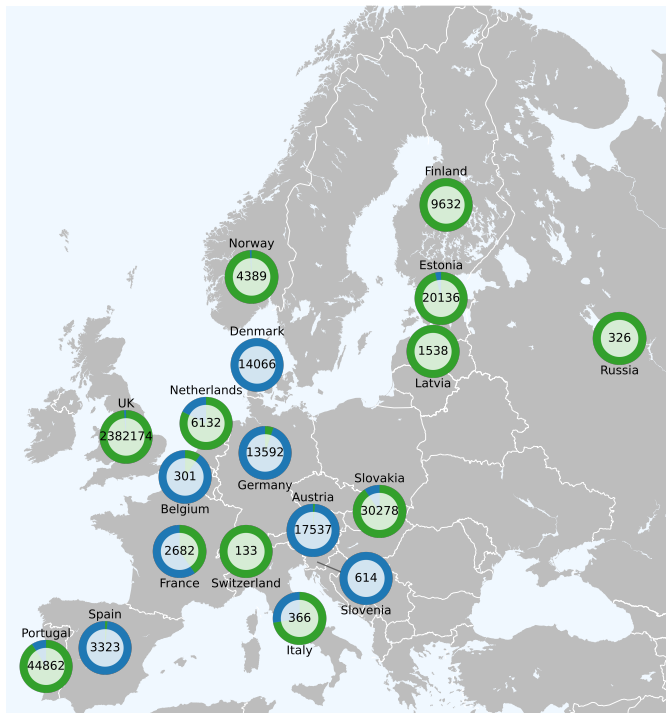 Finland
9632
Norway
4389
Estonia
20136
Denmark
14066
1538
Latvia
326
Russia
Netherlands
6132
UK
2382174
13592
Germany
301
Belgium
Slovakia
30278
Austria
17537
2682
France
133
Switzerland
614
Slovenia
366
Italy
Spain
3323
Portugal
44862